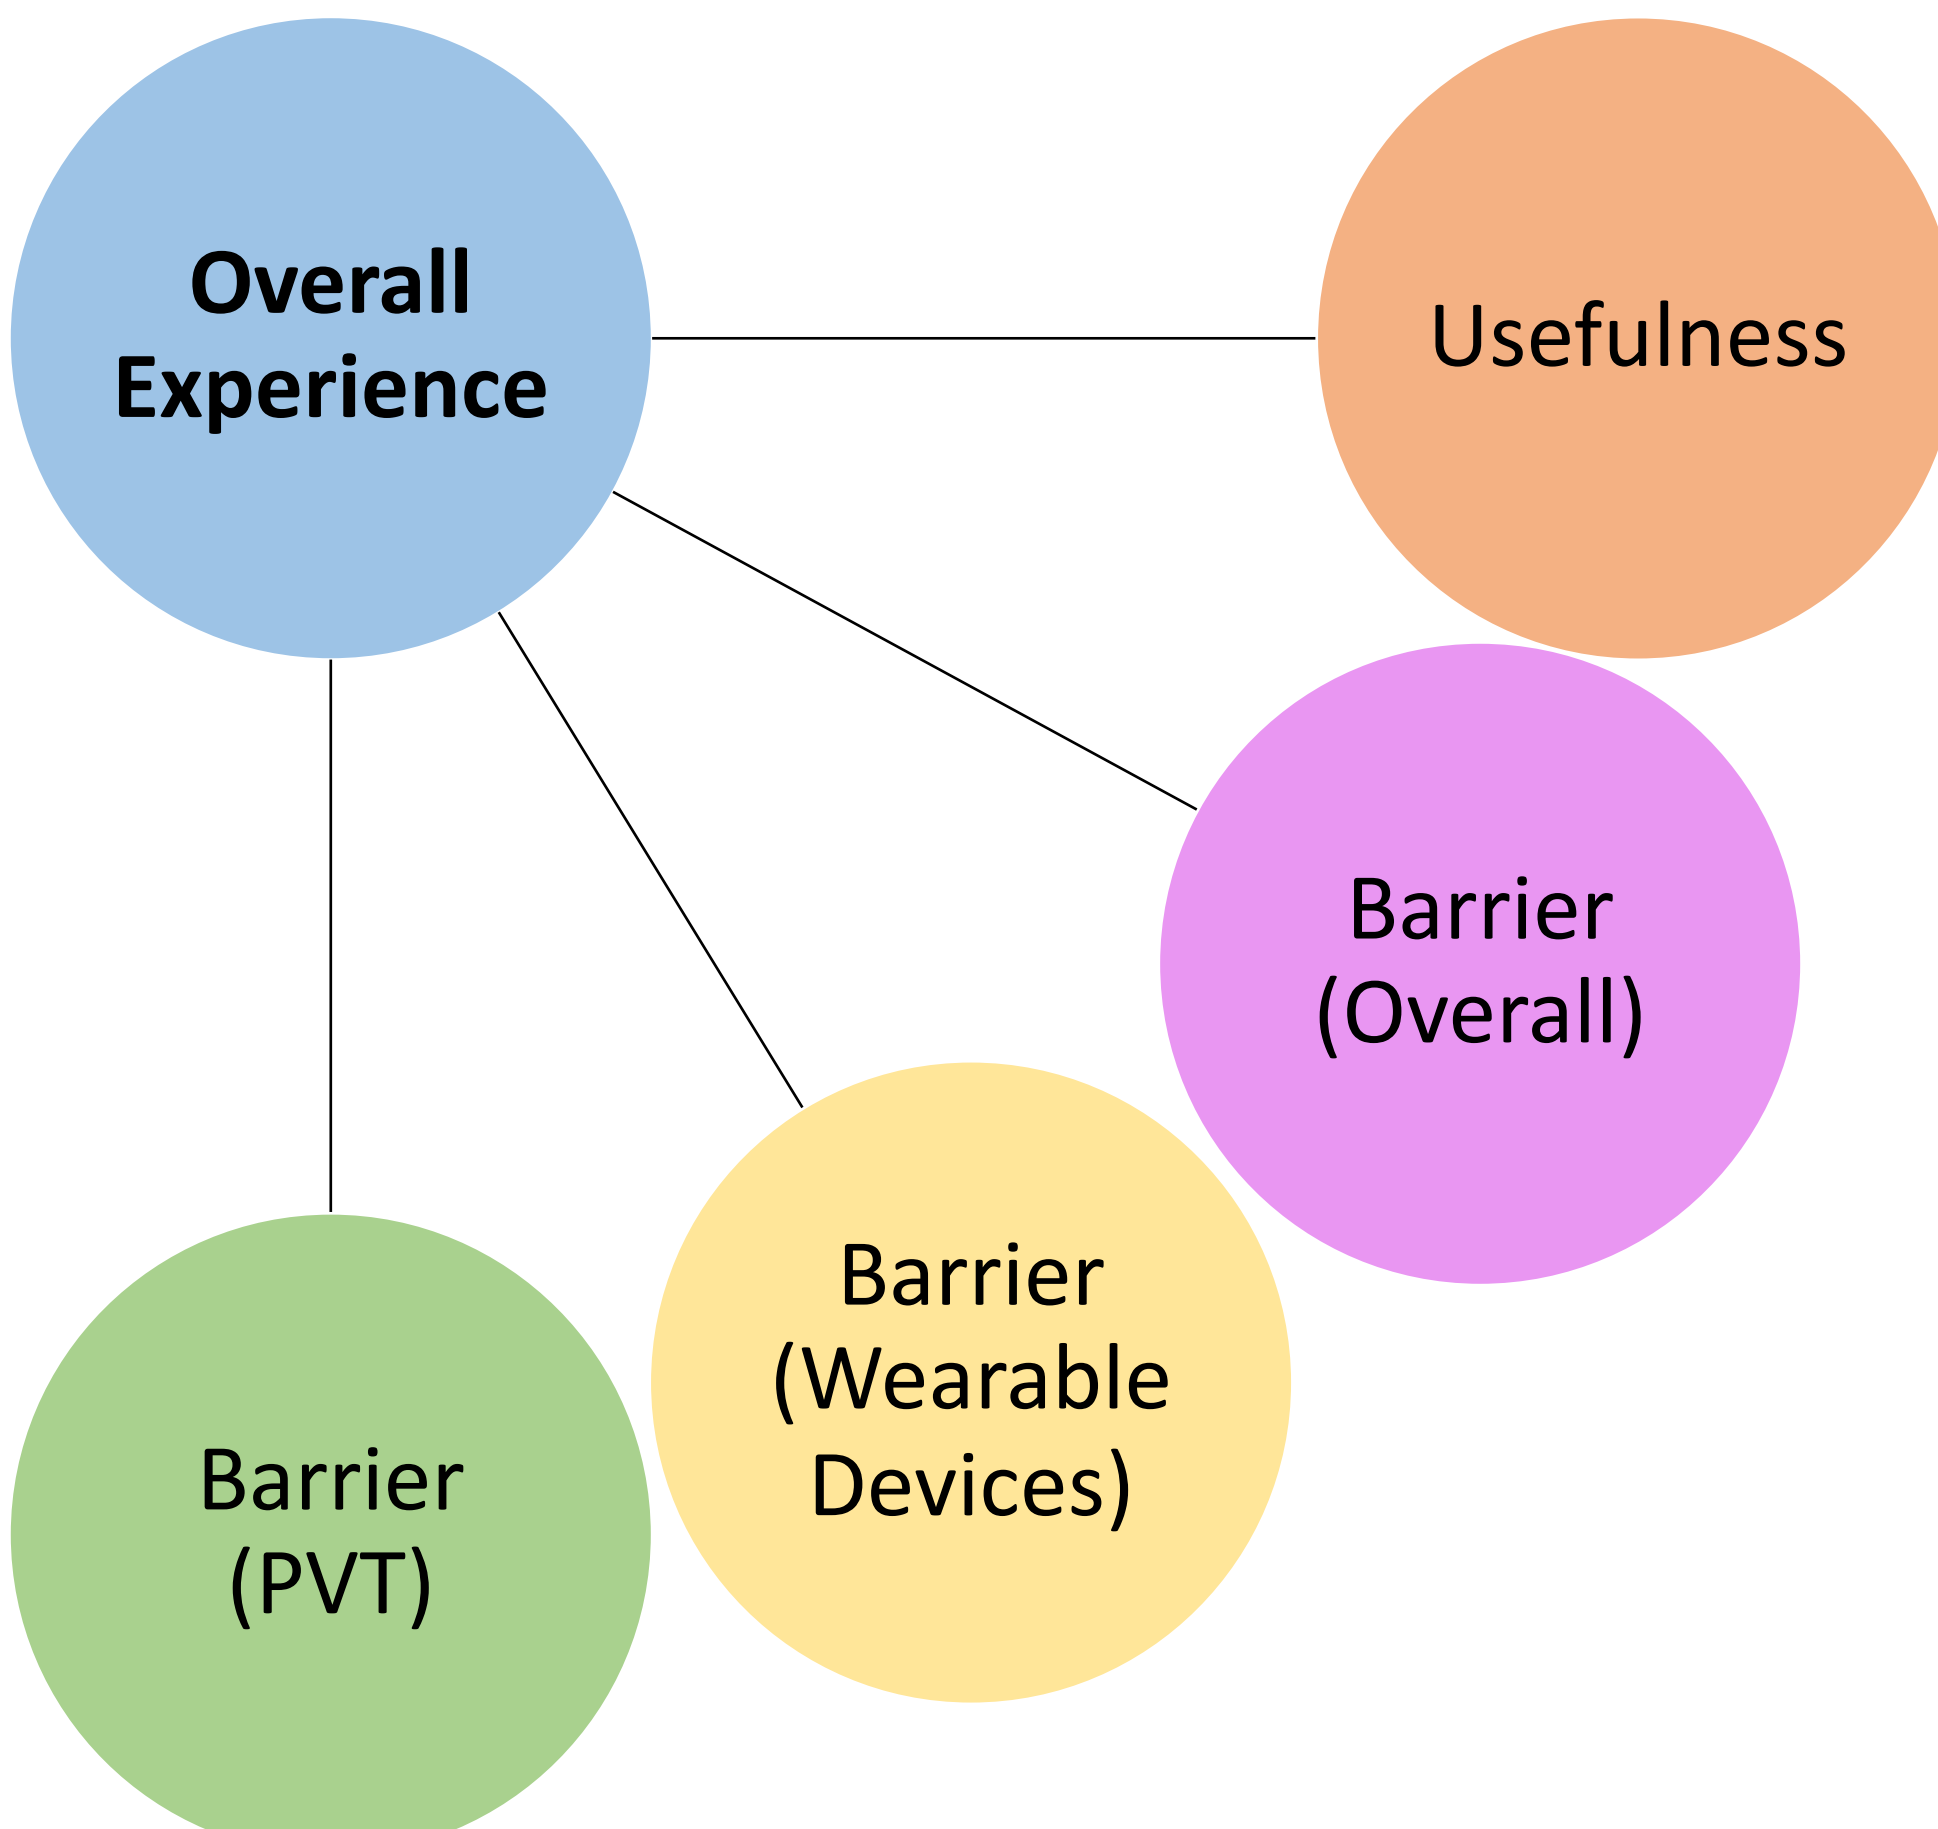 Overall
Experience
Usefulness
Barrier
(Overall)
Barrier
(Wearable
Devices)
Barrier
(PVT)